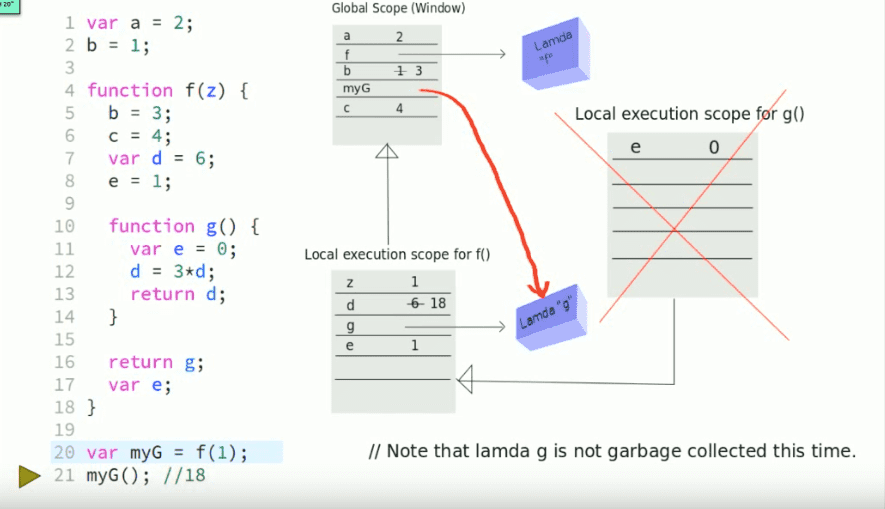 20"
1 var a = 2;
2 b = 1;
3
4 function f(z) {
5 b = 3;
6 c = 4;
7 var d = 6;
8 e = 1;
9
10 function g() {
11 var e = 0;
12 d = 3*d;
13 return d;
14 }
15
16 return g;
17 var e;
18 }
19
20 var myG = f(1);
21 myG(); //18
Global Scope (Window)
a 2
f
b 1 3
myG
c 4
Lamda
"f"
Local execution scope for g()
e 0
Local execution scope for f()
z 1
d 6 18
g
e 1
Lamda "g"
// Note that lamda g is not garbage collected this time.